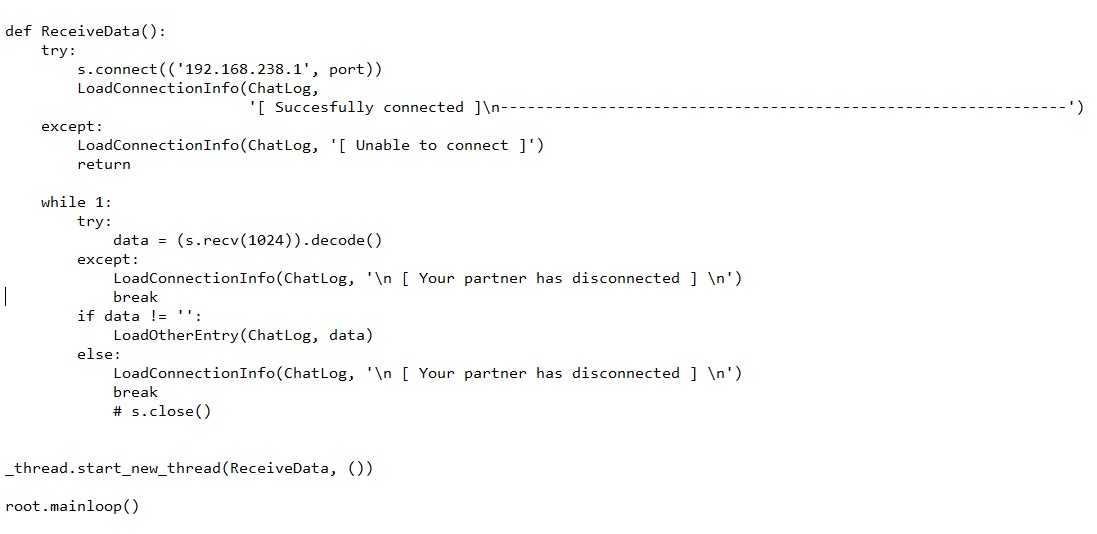 def ReceiveData():
    try:
        s.connect(('192.168.238.1', port))
        LoadConnectionInfo(ChatLog,
                           '[ Succesfully connected ]\n---------------------------------------------------------------')
    except:
        LoadConnectionInfo(ChatLog, '[ Unable to connect ]')
        return

    while 1:
        try:
            data = (s.recv(1024)).decode()
        except:
            LoadConnectionInfo(ChatLog, '\n [ Your partner has disconnected ] \n')
            break
        if data != '':
            LoadOtherEntry(ChatLog, data)
        else:
            LoadConnectionInfo(ChatLog, '\n [ Your partner has disconnected ] \n')
            break
            # s.close()


_thread.start_new_thread(ReceiveData, ())

root.mainloop()